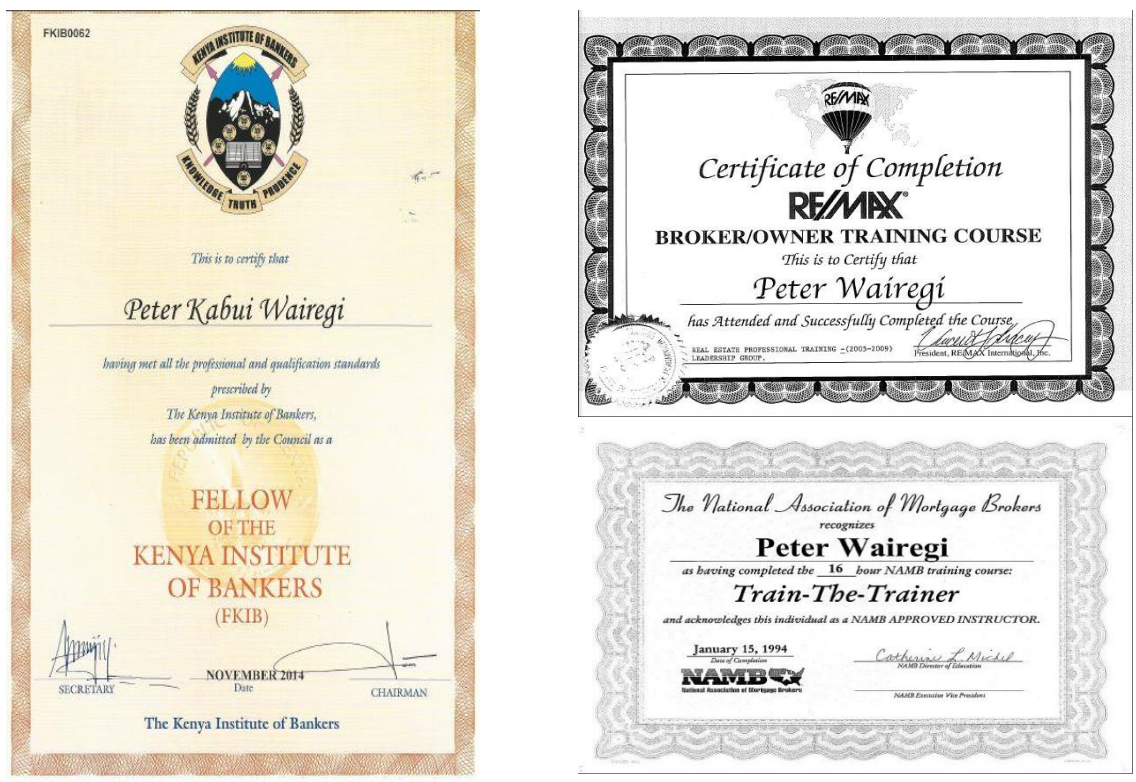 FKIB0062
KENYA INSTITUTE OF BANKERS
KNOWLEDGE TRUTH PRUDENCE
This is to certify that
Peter Kabui Wairegi
having met all the professional and qualification standards
prescribed by
The Kenya Institute of Bankers,
has been admitted by the Council as a
FELLOW
OF THE
KENYA INSTITUTE
OF BANKERS
(FKIB)
NOVEMBER 2014
SECRETARY
Date
CHAIRMAN
The Kenya Institute of Bankers
RE/MAX
Certificate of Completion
RE/MAX®
BROKER/OWNER TRAINING COURSE
This is to Certify that
Peter Wairegi
has Attended and Successfully Completed the Course
REAL ESTATE PROFESSIONAL TRAINING -(2005-2009)
LEADERSHIP GROUP.
President, RE/MAX International, Inc.
The National Association of Mortgage Brokers
recognizes
Peter Wairegi
as having completed the 16 hour NAMB training course:
Train-The-Trainer
and acknowledges this individual as a NAMB APPROVED INSTRUCTOR.
January 15, 1994
Date of Completion
Catherine L. Michel
NAMB Director of Education
NAMB
National Association of Mortgage Brokers
NAMB Executive Vice President